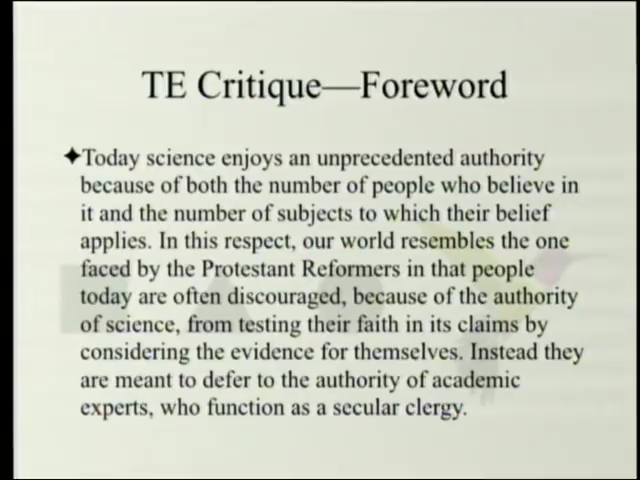 TE Critique—Foreword
✦Today science enjoys an unprecedented authority
because of both the number of people who believe in
it and the number of subjects to which their belief
applies. In this respect, our world resembles the one
faced by the Protestant Reformers in that people
today are often discouraged, because of the authority
of science, from testing their faith in its claims by
considering the evidence for themselves. Instead they
are meant to defer to the authority of academic
experts, who function as a secular clergy.